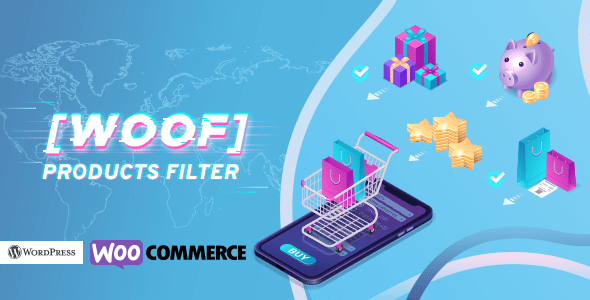 [WOOF]
PRODUCTS FILTER
WORDPRESS
WOO COMMERCE
BUY